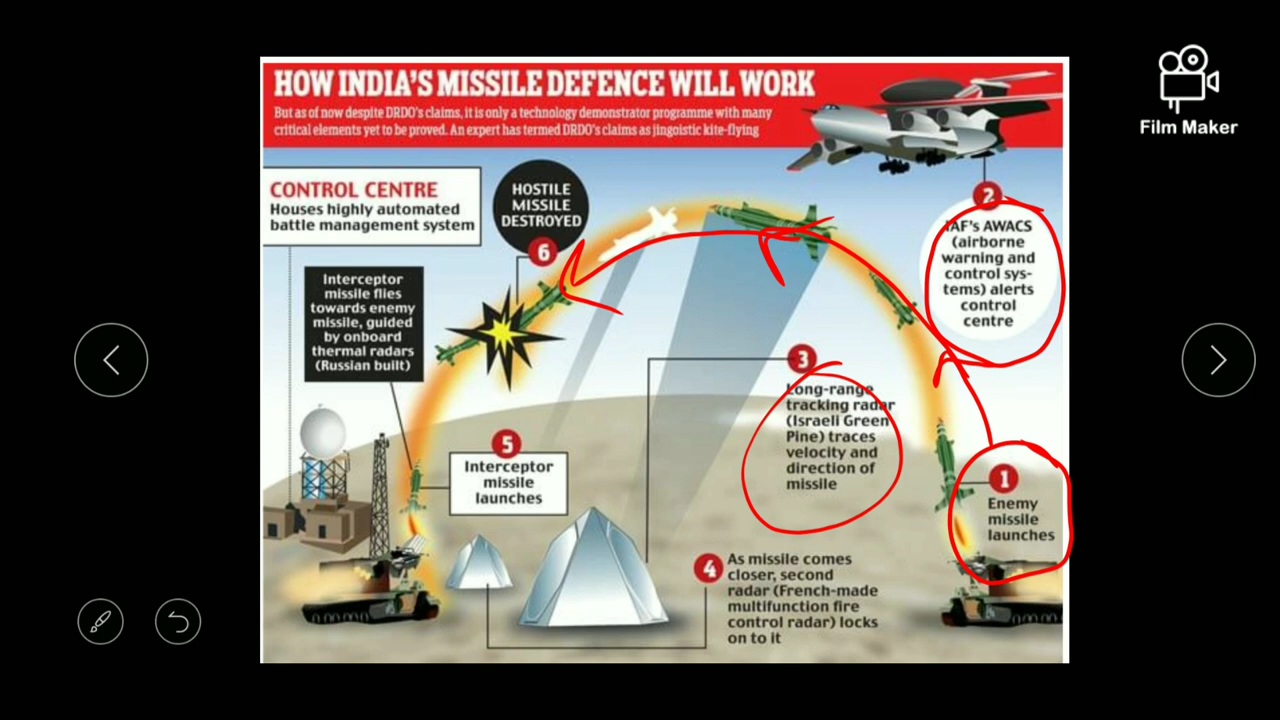 HOW INDIA'S MISSILE DEFENCE WILL WORK
But as of now despite DRDO's claims, it is only a technology demonstrator programme with many
critical elements yet to be proved. An expert has termed DRDO's claims as jingoistic kite-flying
Film Maker
CONTROL CENTRE
Houses highly automated
battle management system
HOSTILE
MISSILE
DESTROYED
6
2
IAF's AWACS
(airborne
warning and
control sys-
tems) alerts
control
centre
Interceptor
missile flies
towards enemy
missile, guided
by onboard
thermal radars
(Russian built)
3
Long-range
tracking radar
(Israeli Green
Pine) traces
velocity and
direction of
missile
5
Interceptor
missile
launches
1
Enemy
missile
launches
4
As missile comes
closer, second
radar (French-made
multifunction fire
control radar) locks
on to it